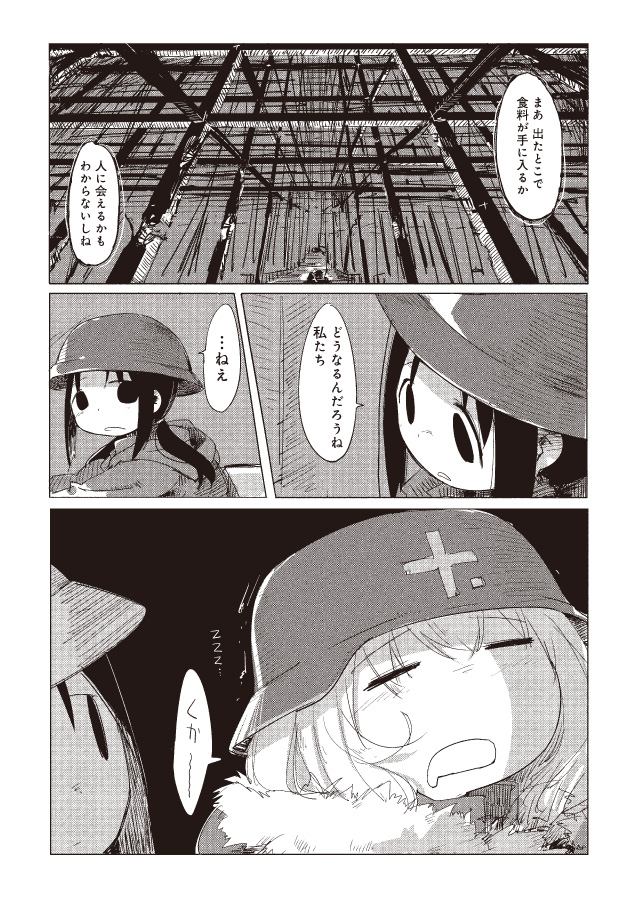 まあ 出たとこで
食料が手に入るか
人に会えるかも
わからないしね
どうなるんだろうね
私たち
…ねえ
くか〜〜
ZZZ…